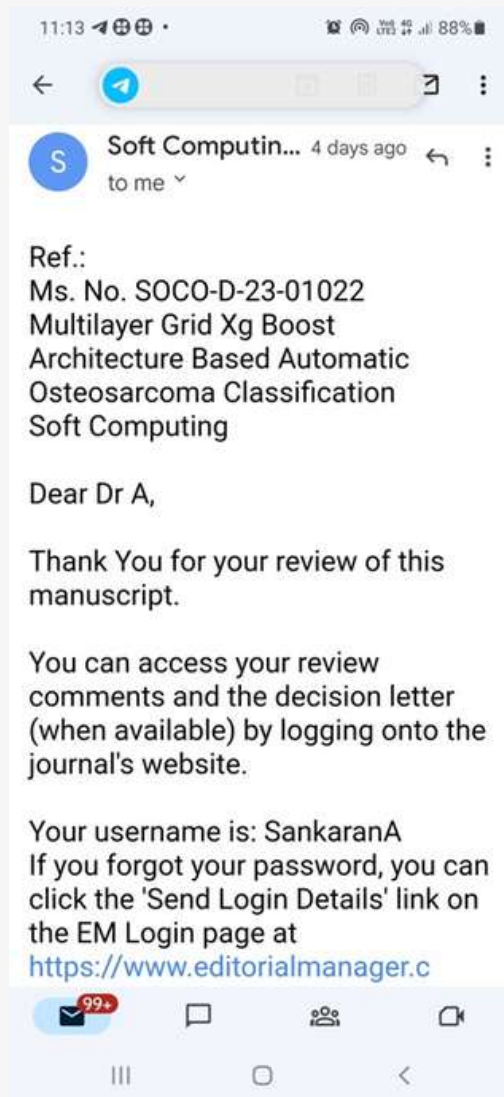 11:13
88%
S
Soft Computin... 4 days ago
to me
Ref.:
Ms. No. SOCO-D-23-01022
Multilayer Grid Xg Boost
Architecture Based Automatic
Osteosarcoma Classification
Soft Computing
Dear Dr A,
Thank You for your review of this
manuscript.
You can access your review
comments and the decision letter
(when available) by logging onto the
journal's website.
Your username is: SankaranA
If you forgot your password, you can
click the 'Send Login Details' link on
the EM Login page at
https://www.editorialmanager.c
99+